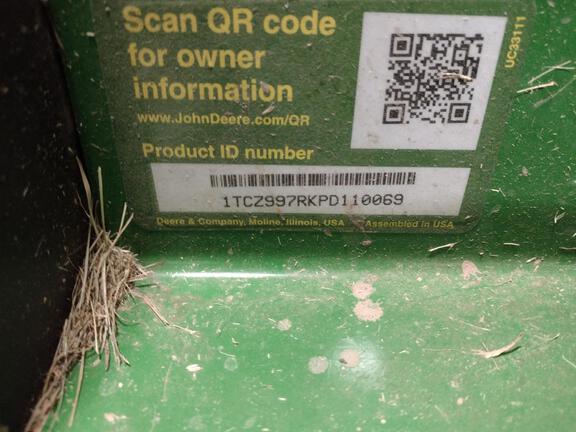 Scan QR code
for owner
information
www.JohnDeere.com/QR
UC33111
Product ID number
1TCZ997RKPD110069
Deere & Company, Moline, Illinois, USA Assembled in USA